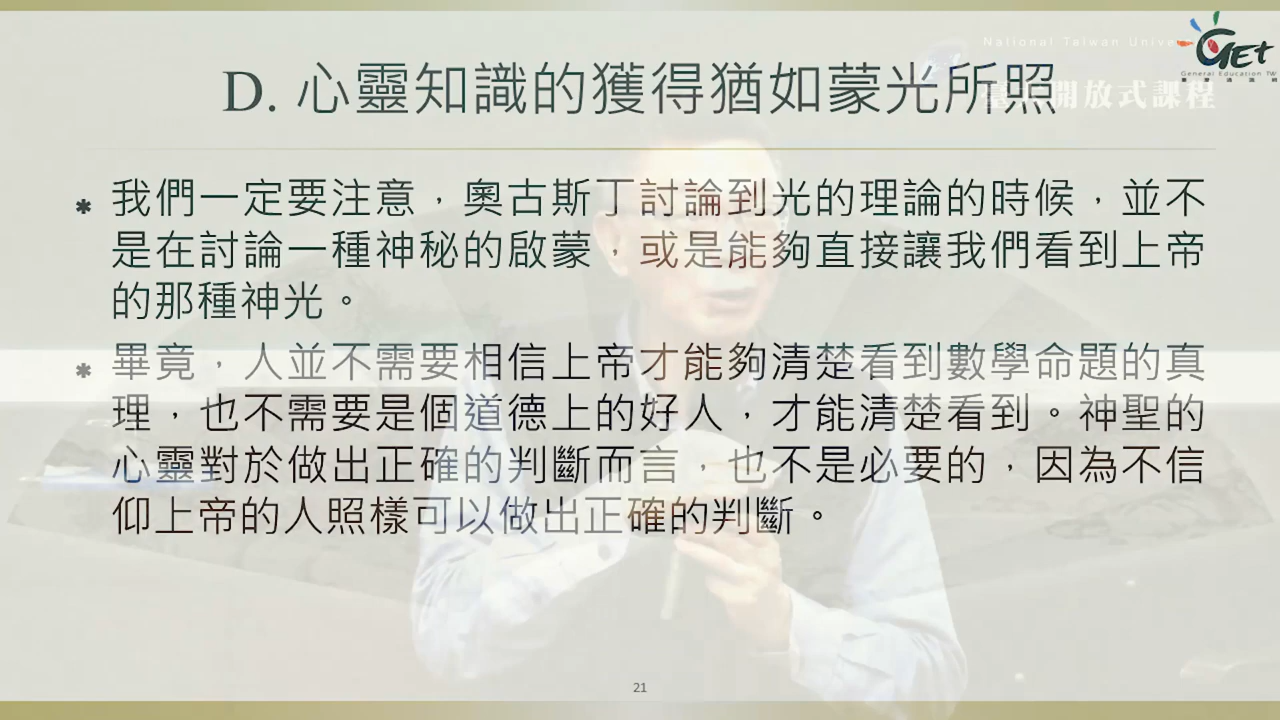 National Taiwan Unive
GET
General Education TW
D. 心靈知識的獲得猶如蒙光所照
開放式課程
* 我們一定要注意，奧古斯丁討論到光的理論的時候，並不
是在討論一種神秘的啟蒙，或是能夠直接讓我們看到上帝
的那種神光。
* 畢竟，人並不需要相信上帝才能夠清楚看到數學命題的真
理，也不需要是個道德上的好人，才能清楚看到。神聖的
心靈對於做出正確的判斷而言，也不是必要的，因為不信
仰上帝的人照樣可以做出正確的判斷。
21